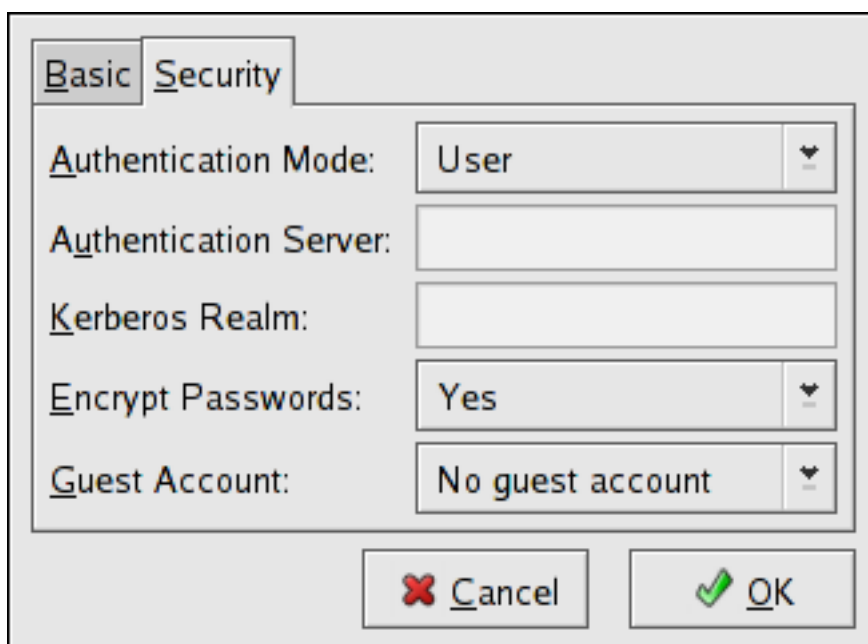 Basic Security
Authentication Mode: User
Authentication Server:
Kerberos Realm:
Encrypt Passwords: Yes
Guest Account: No guest account
Cancel OK